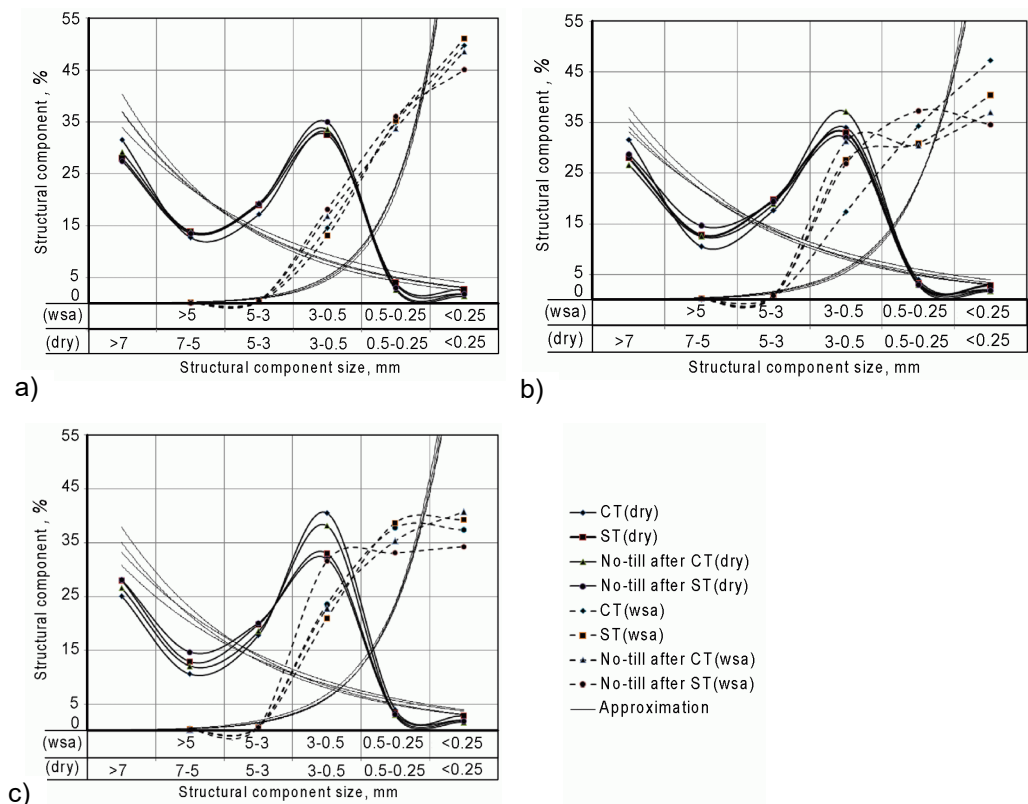 55
45
35
25
15
5
0
Structural component , %
(wsa) >5 5-3 3-0.5 0.5-0.25 <0.25
(dry) >7 7-5 5-3 3-0.5 0.5-0.25 <0.25
Structural component size, mm
a)
55
45
35
25
15
5
0
Structural component , %
(wsa) >5 5-3 3-0.5 0.5-0.25 <0.25
(dry) >7 7-5 5-3 3-0.5 0.5-0.25 <0.25
Structural component size, mm
b)
55
45
35
25
15
5
0
Structural component, %
(wsa) >5 5-3 3-0.5 0.5-0.25 <0.25
(dry) >7 7-5 5-3 3-0.5 0.5-0.25 <0.25
Structural component size, mm
c)
CT(dry)
ST(dry)
No-till after CT(dry)
No-till after ST(dry)
CT(wsa)
ST(wsa)
No-till after CT(wsa)
No-till after ST(wsa)
Approximation